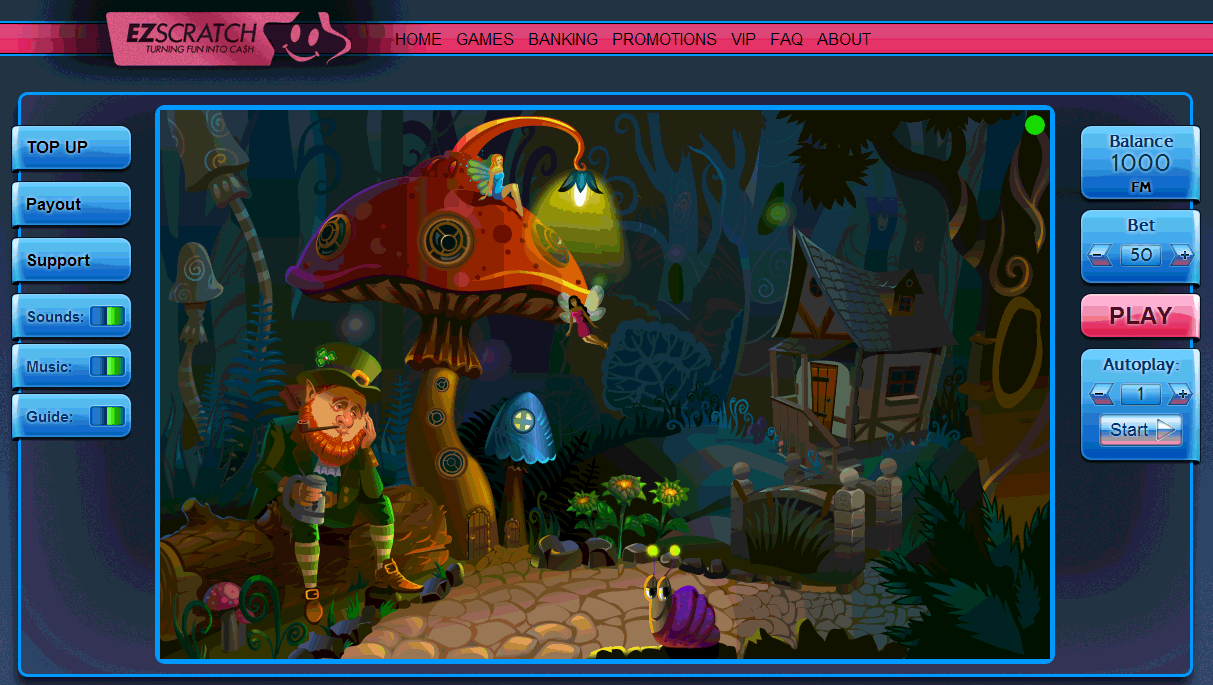 EZSCRATCH
TURNING FUN INTO CA$H
HOME GAMES BANKING PROMOTIONS VIP FAQ ABOUT
TOP UP
Payout
Support
Sounds:
Music:
Guide:
Balance
1000
FM
Bet
- 50 +
PLAY
Autoplay:
- 1 +
Start